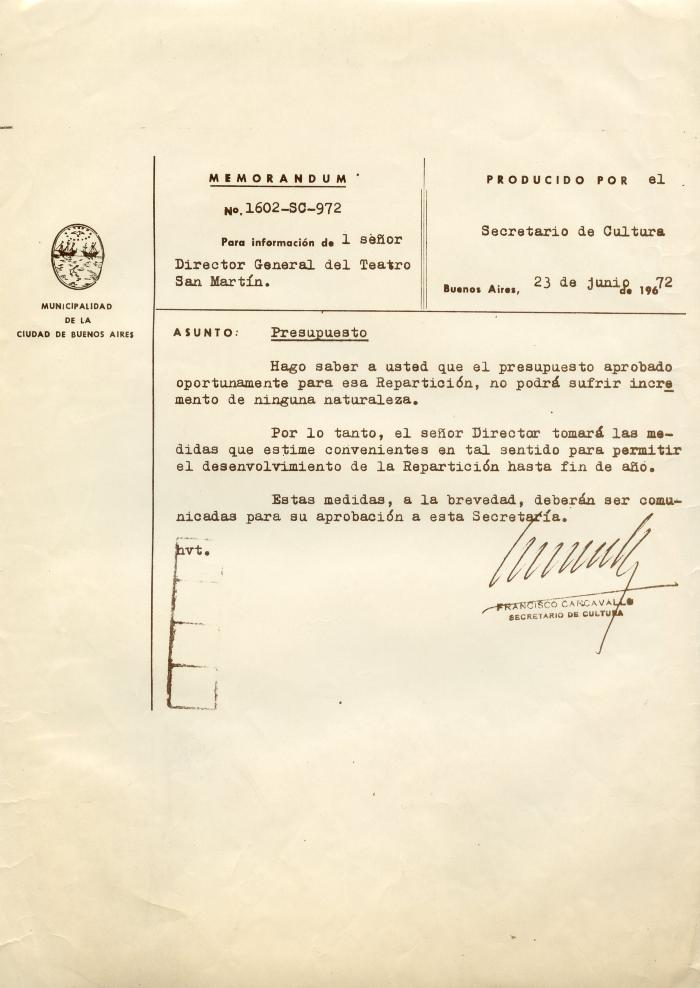 MEMORANDUM
No. 1602-SC-972
Para información de l señor
Director General del Teatro
San Martín.
PRODUCIDO POR el
Secretario de Cultura
Buenos Aires, 23 de junio de 19672
MUNICIPALIDAD
DE LA
CIUDAD DE BUENOS AIRES
ASUNTO: Presupuesto
Hago saber a usted que el presupuesto aprobado
oportunamente para esa Repartición, no podrá sufrir incre
mento de ninguna naturaleza.
Por lo tanto, el señor Director tomará las me-
didas que estime convenientes en tal sentido para permitir
el desenvolvimiento de la Repartición hasta fin de año.
Estas medidas, a la brevedad, deberán ser comu-
nicadas para su aprobación a esta Secretaría.
hvt.
FRANCISCO CARCAVALLO
SECRETARIO DE CULTURA